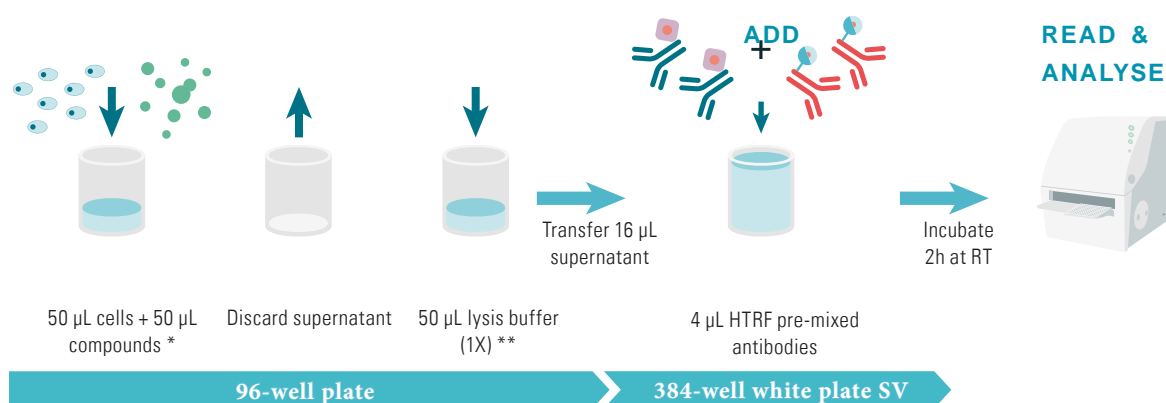 ADD
+
READ &
ANALYSE
Transfer 16 µL
supernatant
Incubate
2h at RT
50 µL cells + 50 µL
compounds *
Discard supernatant
50 µL lysis buffer
(1X) **
4 µL HTRF pre-mixed
antibodies
96-well plate
384-well white plate SV